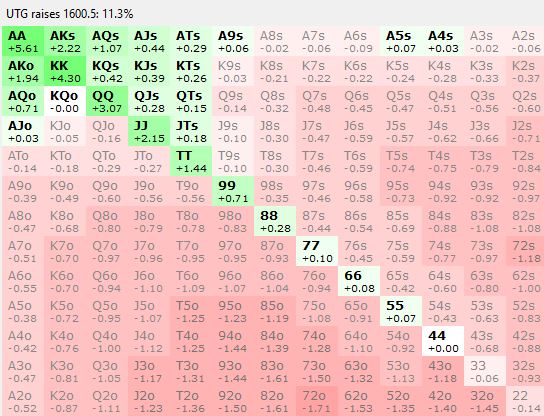 UTG raises 1600.5: 11.3%
AA AKs AQs AJs ATs A9s A8s A7s A6s A5s A4s A3s A2s
+5.61 +2.22 +1.07 +0.44 +0.29 +0.06 -0.02 -0.06 -0.09 +0.07 +0.03 -0.02 -0.06
AKo KK KQs KJs KTs K9s K8s K7s K6s K5s K4s K3s K2s
+1.94 +4.30 +0.42 +0.39 +0.26 -0.03 -0.21 -0.22 -0.22 -0.24 -0.28 -0.33 -0.37
AQo KQo QQ QJs QTs Q9s Q8s Q7s Q6s Q5s Q4s Q3s Q2s
+0.71 -0.00 +3.07 +0.28 +0.15 -0.14 -0.32 -0.48 -0.45 -0.47 -0.51 -0.56 -0.60
AJo KJo QJo JJ JTs J9s J8s J7s J6s J5s J4s J3s J2s
+0.03 -0.05 -0.16 +2.15 +0.18 -0.10 -0.30 -0.47 -0.59 -0.57 -0.62 -0.66 -0.71
ATo KTo QTo JTo TT T9s T8s T7s T6s T5s T4s T3s T2s
-0.14 -0.18 -0.29 -0.27 +1.44 -0.10 -0.30 -0.46 -0.59 -0.74 -0.75 -0.79 -0.84
A9o K9o Q9o J9o T9o 99 98s 97s 96s 95s 94s 93s 92s
-0.39 -0.49 -0.60 -0.56 -0.56 +0.71 -0.35 -0.46 -0.58 -0.73 -0.92 -0.92 -0.97
A8o K8o Q8o J8o T8o 98o 88 87s 86s 85s 84s 83s 82s
-0.47 -0.68 -0.80 -0.79 -0.78 -0.83 +0.28 -0.44 -0.54 -0.69 -0.88 -1.08 -1.08
A7o K7o Q7o J7o T7o 97o 87o 77 76s 75s 74s 73s 72s
-0.51 -0.70 -0.97 -0.96 -0.95 -0.95 -0.93 +0.10 -0.45 -0.59 -0.77 -0.97 -1.18
A6o K6o Q6o J6o T6o 96o 86o 76o 66 65s 64s 63s 62s
-0.55 -0.70 -0.94 -1.10 -1.09 -1.07 -1.04 -0.94 +0.08 -0.42 -0.60 -0.80 -1.00
A5o K5o Q5o J5o T5o 95o 85o 75o 65o 55 54s 53s 52s
-0.38 -0.72 -0.95 -1.07 -1.25 -1.23 -1.19 -1.08 -0.91 +0.07 -0.43 -0.63 -0.83
A4o K4o Q4o J4o T4o 94o 84o 74o 64o 54o 44 43s 42s
-0.42 -0.76 -1.00 -1.12 -1.25 -1.44 -1.39 -1.28 -1.10 -0.92 +0.00 -0.68 -0.88
A3o K3o Q3o J3o T3o 93o 83o 73o 63o 53o 43o 33 32s
-0.47 -0.81 -1.05 -1.17 -1.31 -1.44 -1.61 -1.50 -1.32 -1.13 -1.18 -0.06 -0.93
A2o K2o Q2o J2o T2o 92o 82o 72o 62o 52o 42o 32o 22
-0.52 -0.87 -1.11 -1.23 -1.36 -1.50 -1.61 -1.71 -1.53 -1.35 -1.40 -1.45 -0.14